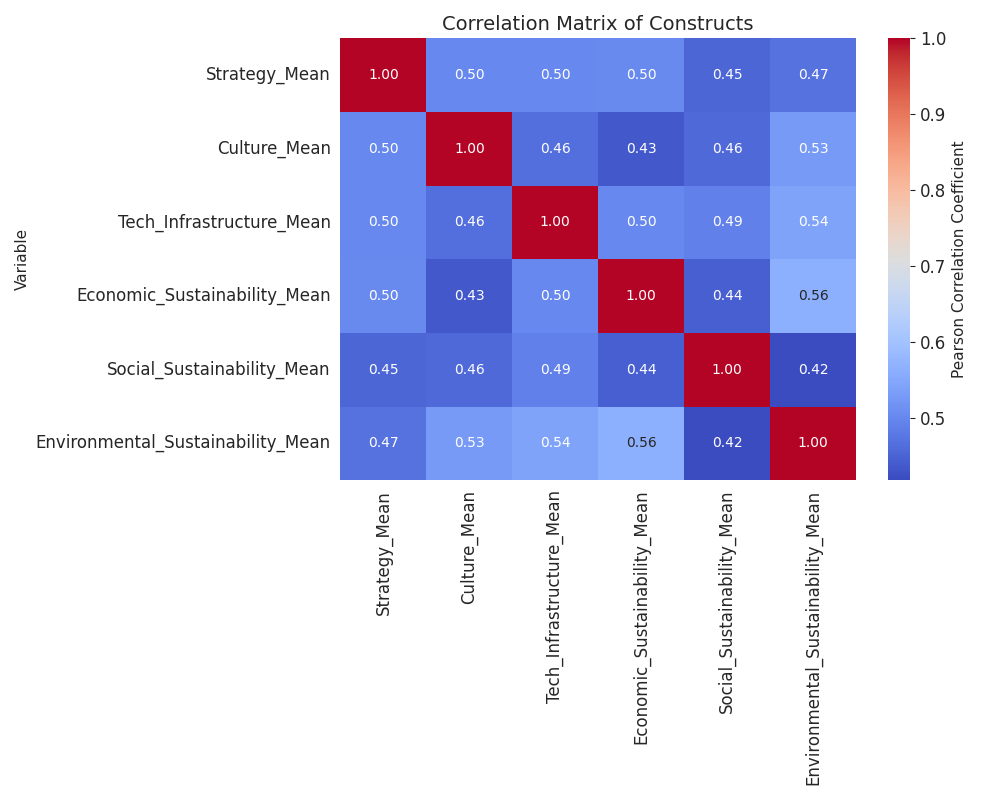 Correlation Matrix of Constructs
Variable
Strategy_Mean 1.00 0.50 0.50 0.50 0.45 0.47
Culture_Mean 0.50 1.00 0.46 0.43 0.46 0.53
Tech_Infrastructure_Mean 0.50 0.46 1.00 0.50 0.49 0.54
Economic_Sustainability_Mean 0.50 0.43 0.50 1.00 0.44 0.56
Social_Sustainability_Mean 0.45 0.46 0.49 0.44 1.00 0.42
Environmental_Sustainability_Mean 0.47 0.53 0.54 0.56 0.42 1.00
Strategy_Mean
Culture_Mean
Tech_Infrastructure_Mean
Economic_Sustainability_Mean
Social_Sustainability_Mean
Environmental_Sustainability_Mean
1.0
0.9
0.8
0.7
0.6
0.5
Pearson Correlation Coefficient